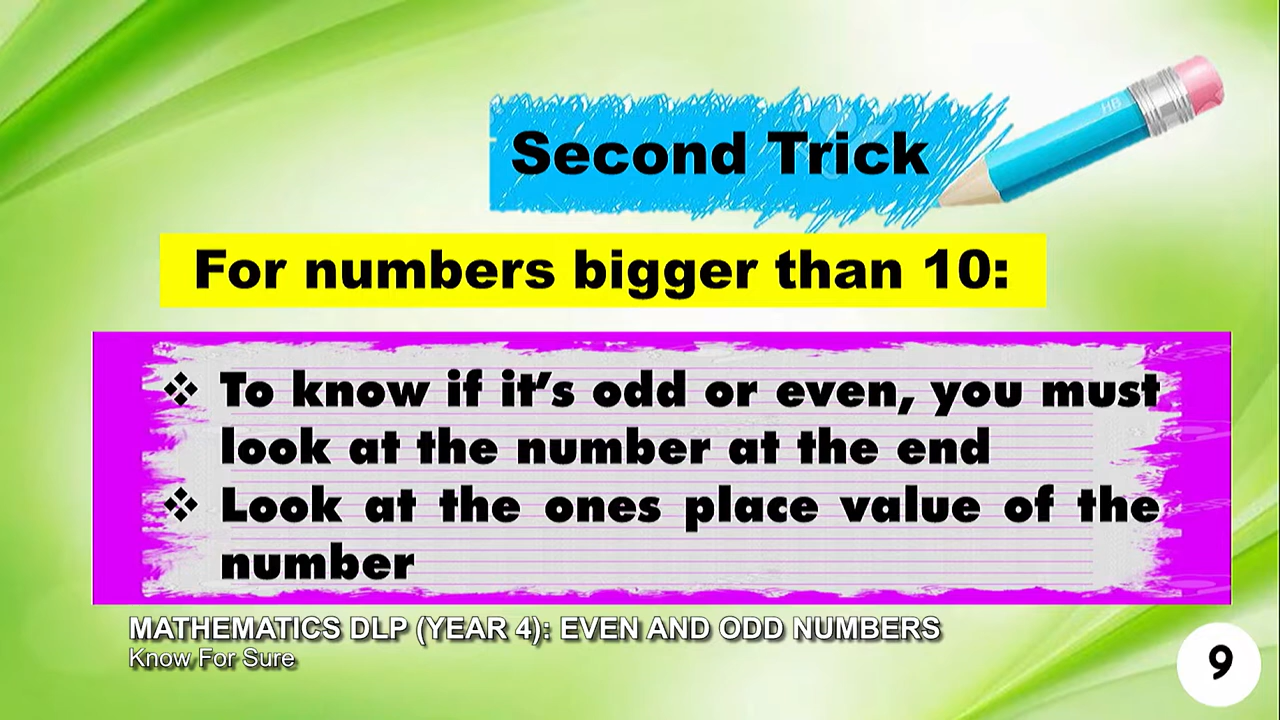 Second Trick
For numbers bigger than 10:
❖ To know if it's odd or even, you must
look at the number at the end
❖ Look at the ones place value of the
number
MATHEMATICS DLP (YEAR 4): EVEN AND ODD NUMBERS
Know For Sure
9
HB